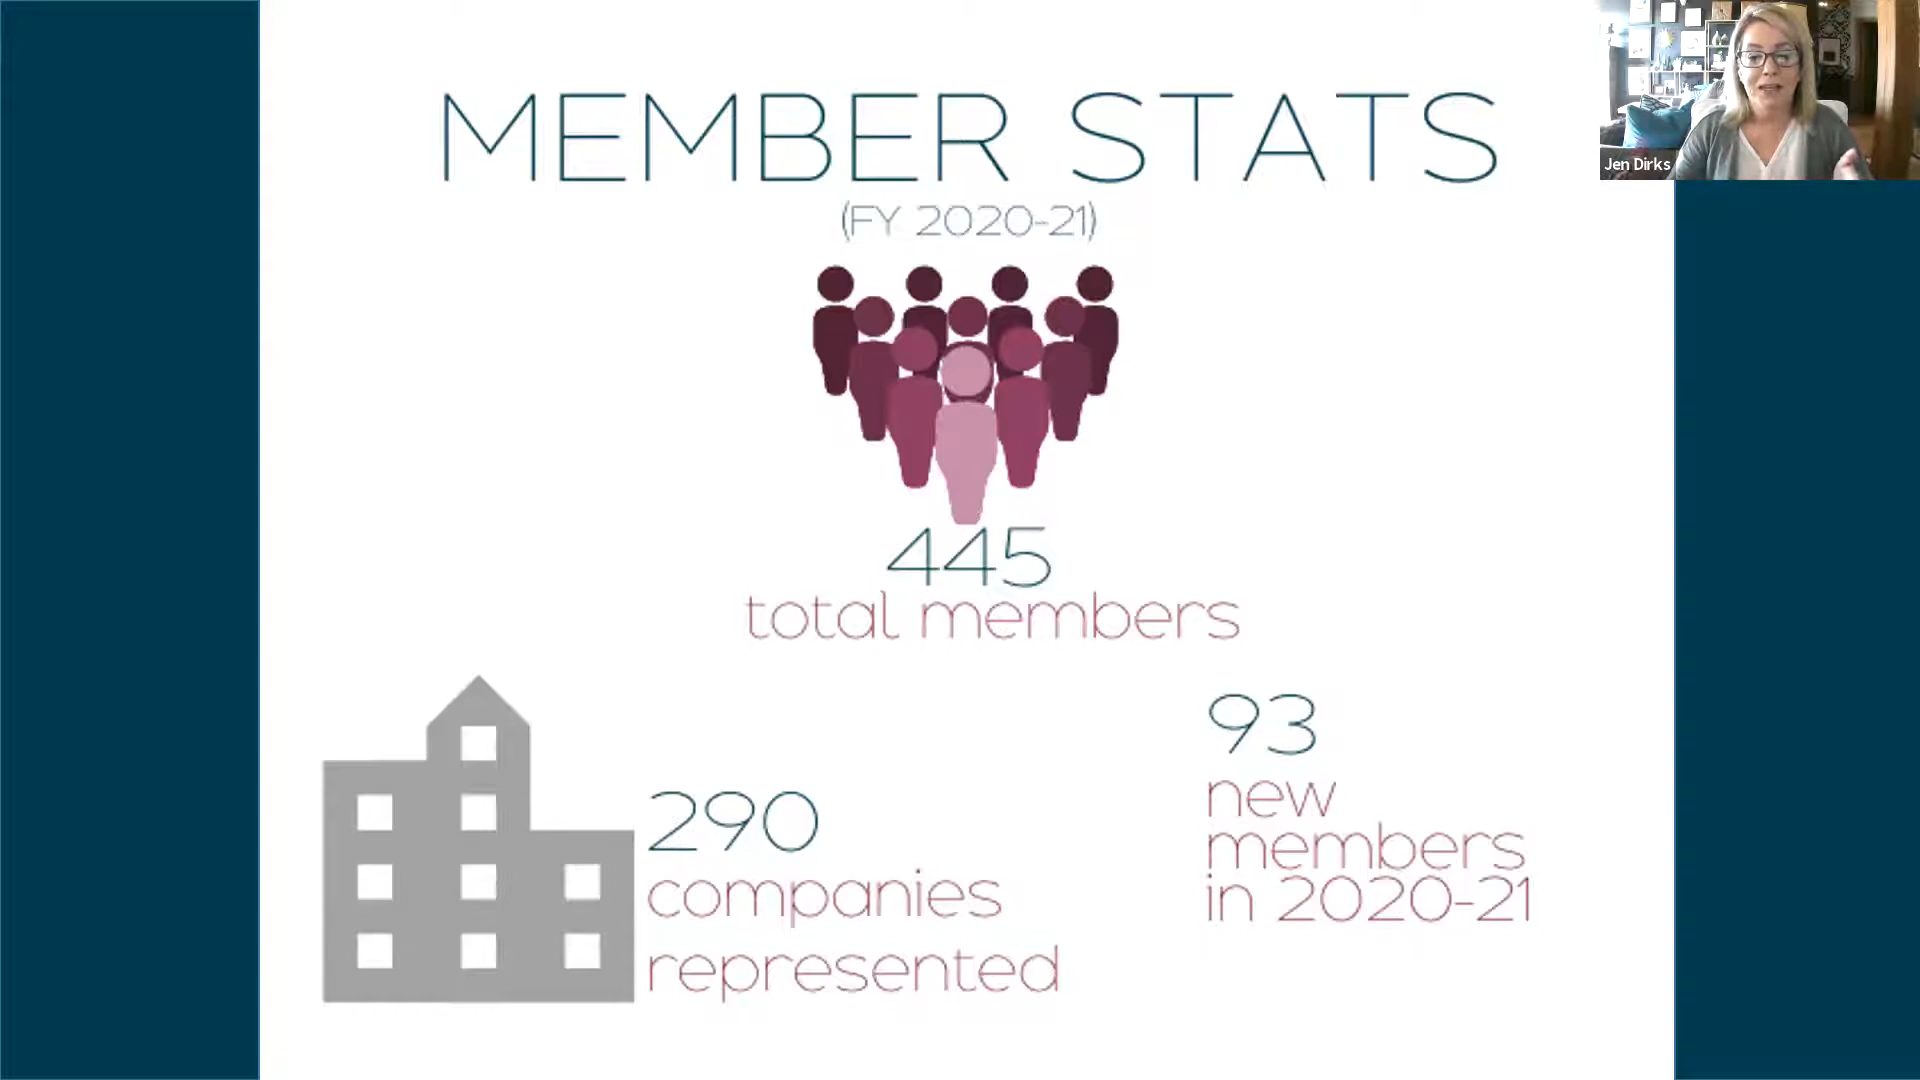 MEMBER STATS
(FY 2020-21)
445
total members
290
companies
represented
93
new
members
in 2020-21
Jen Dirks